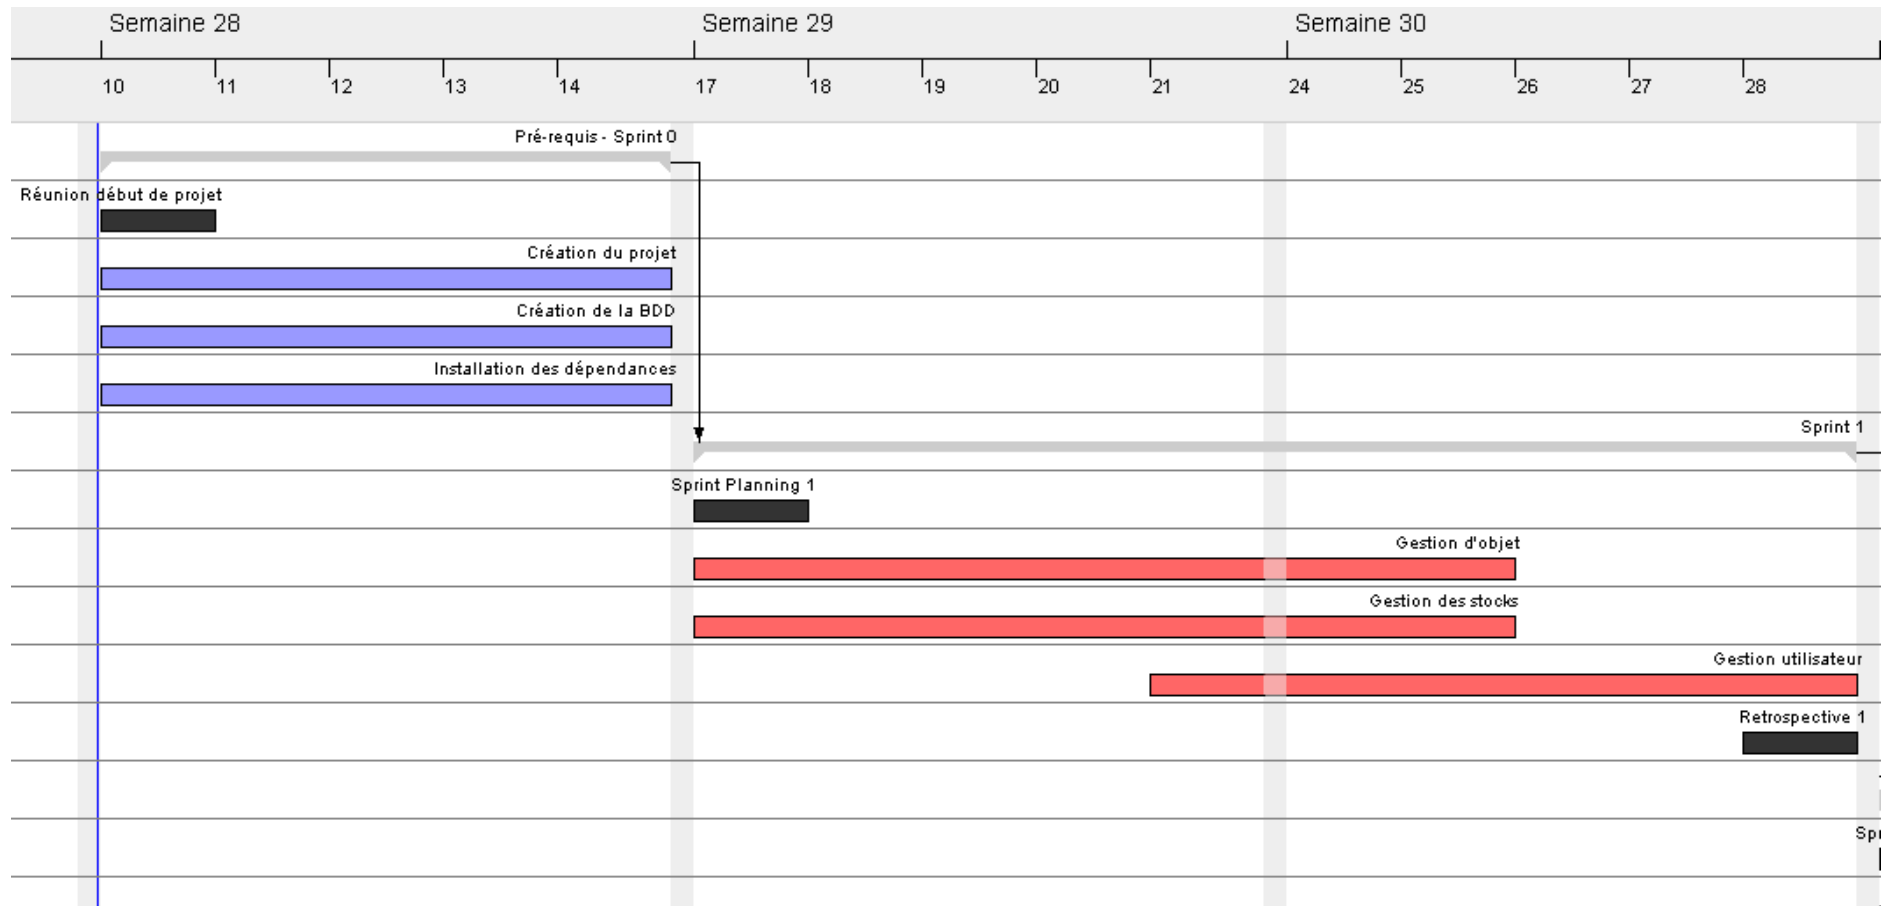 Semaine 28 Semaine 29 Semaine 30
10 11 12 13 14 17 18 19 20 21 24 25 26 27 28
Pré-requis - Sprint 0
Réunion début de projet
Création du projet
Création de la BDD
Installation des dépendances
Sprint 1
Sprint Planning 1
Gestion d'objet
Gestion des stocks
Gestion utilisateur
Retrospective 1